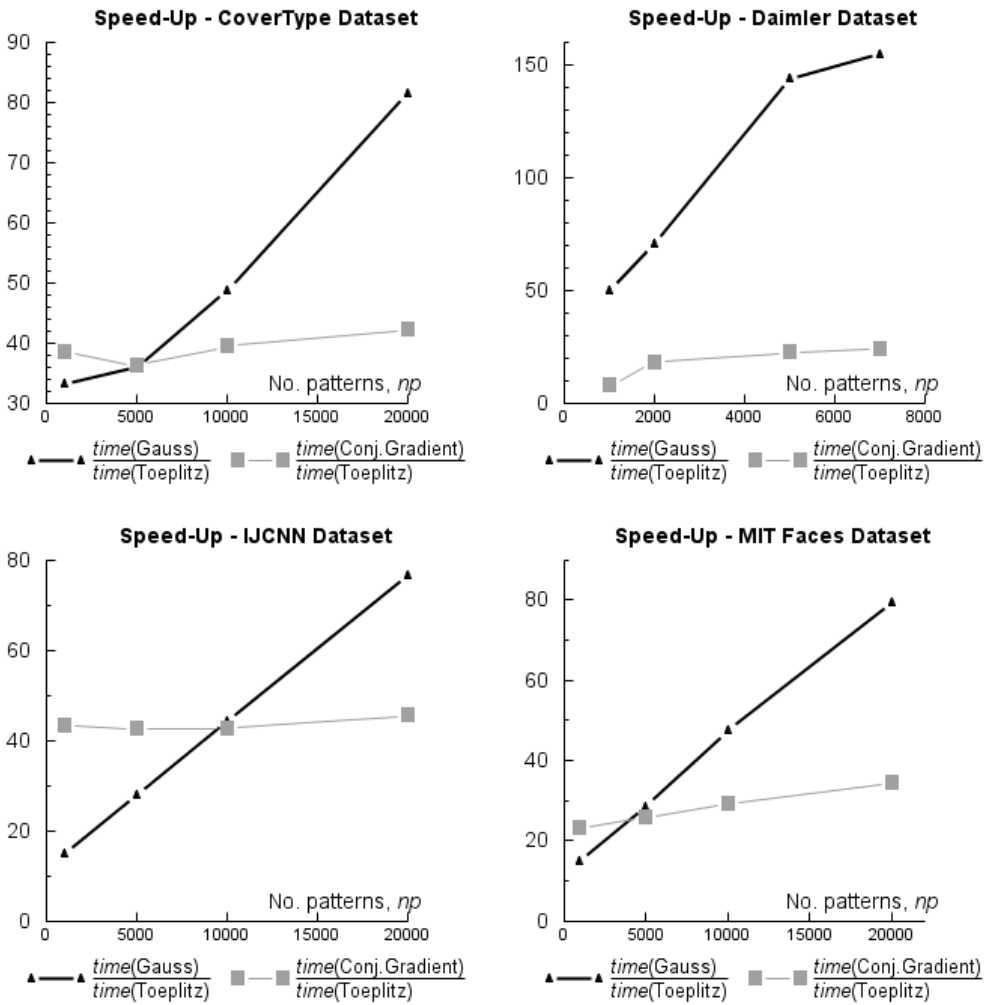 Speed-Up - CoverType Dataset
90
80
70
60
50
40
30
No. patterns, np
0 5000 10000 15000 20000
time(Gauss)
time(Toeplitz)
time(Conj.Gradient)
time(Toeplitz)
Speed-Up - Daimler Dataset
150
100
50
0
No. patterns, np
0 2000 4000 6000 8000
time(Gauss)
time(Toeplitz)
time(Conj.Gradient)
time(Toeplitz)
Speed-Up - IJCNN Dataset
80
60
40
20
0
No. patterns, np
0 5000 10000 15000 20000
time(Gauss)
time(Toeplitz)
time(Conj.Gradient)
time(Toeplitz)
Speed-Up - MIT Faces Dataset
80
60
40
20
0
No. patterns, np
0 5000 10000 15000 20000
time(Gauss)
time(Toeplitz)
time(Conj.Gradient)
time(Toeplitz)